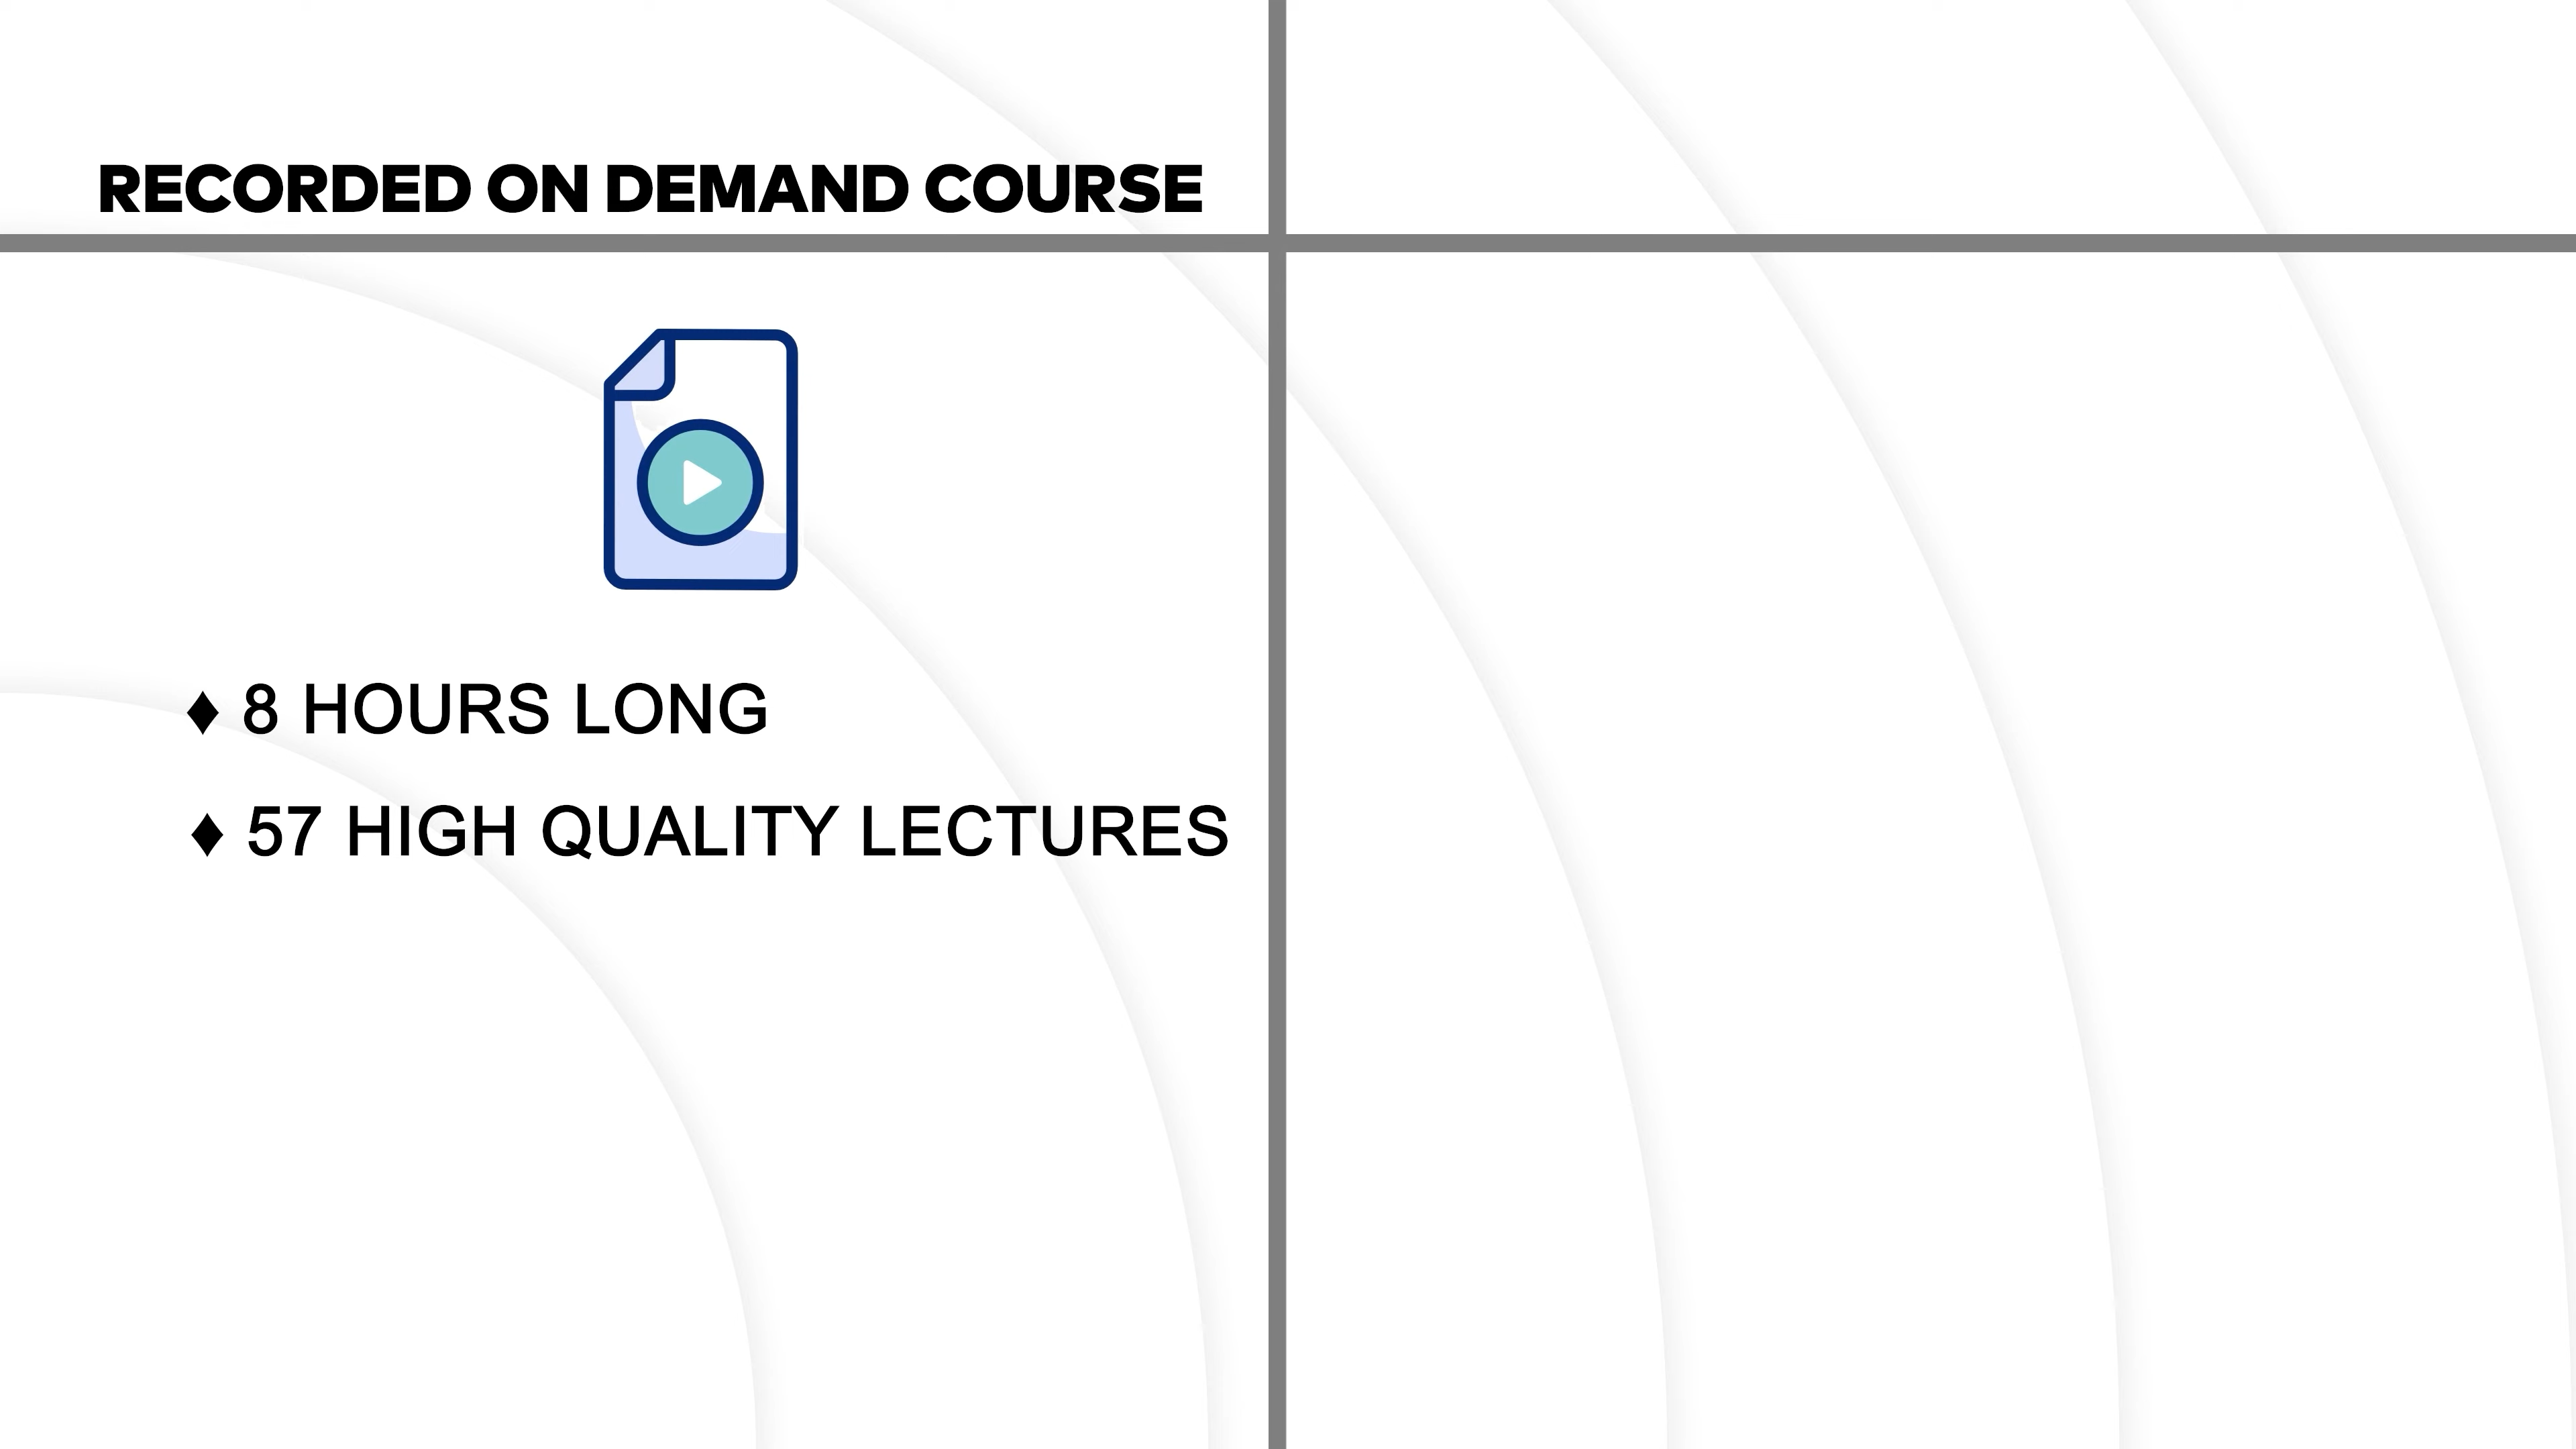 RECORDED ON DEMAND COURSE
♦ 8 HOURS LONG
♦ 57 HIGH QUALITY LECTURES